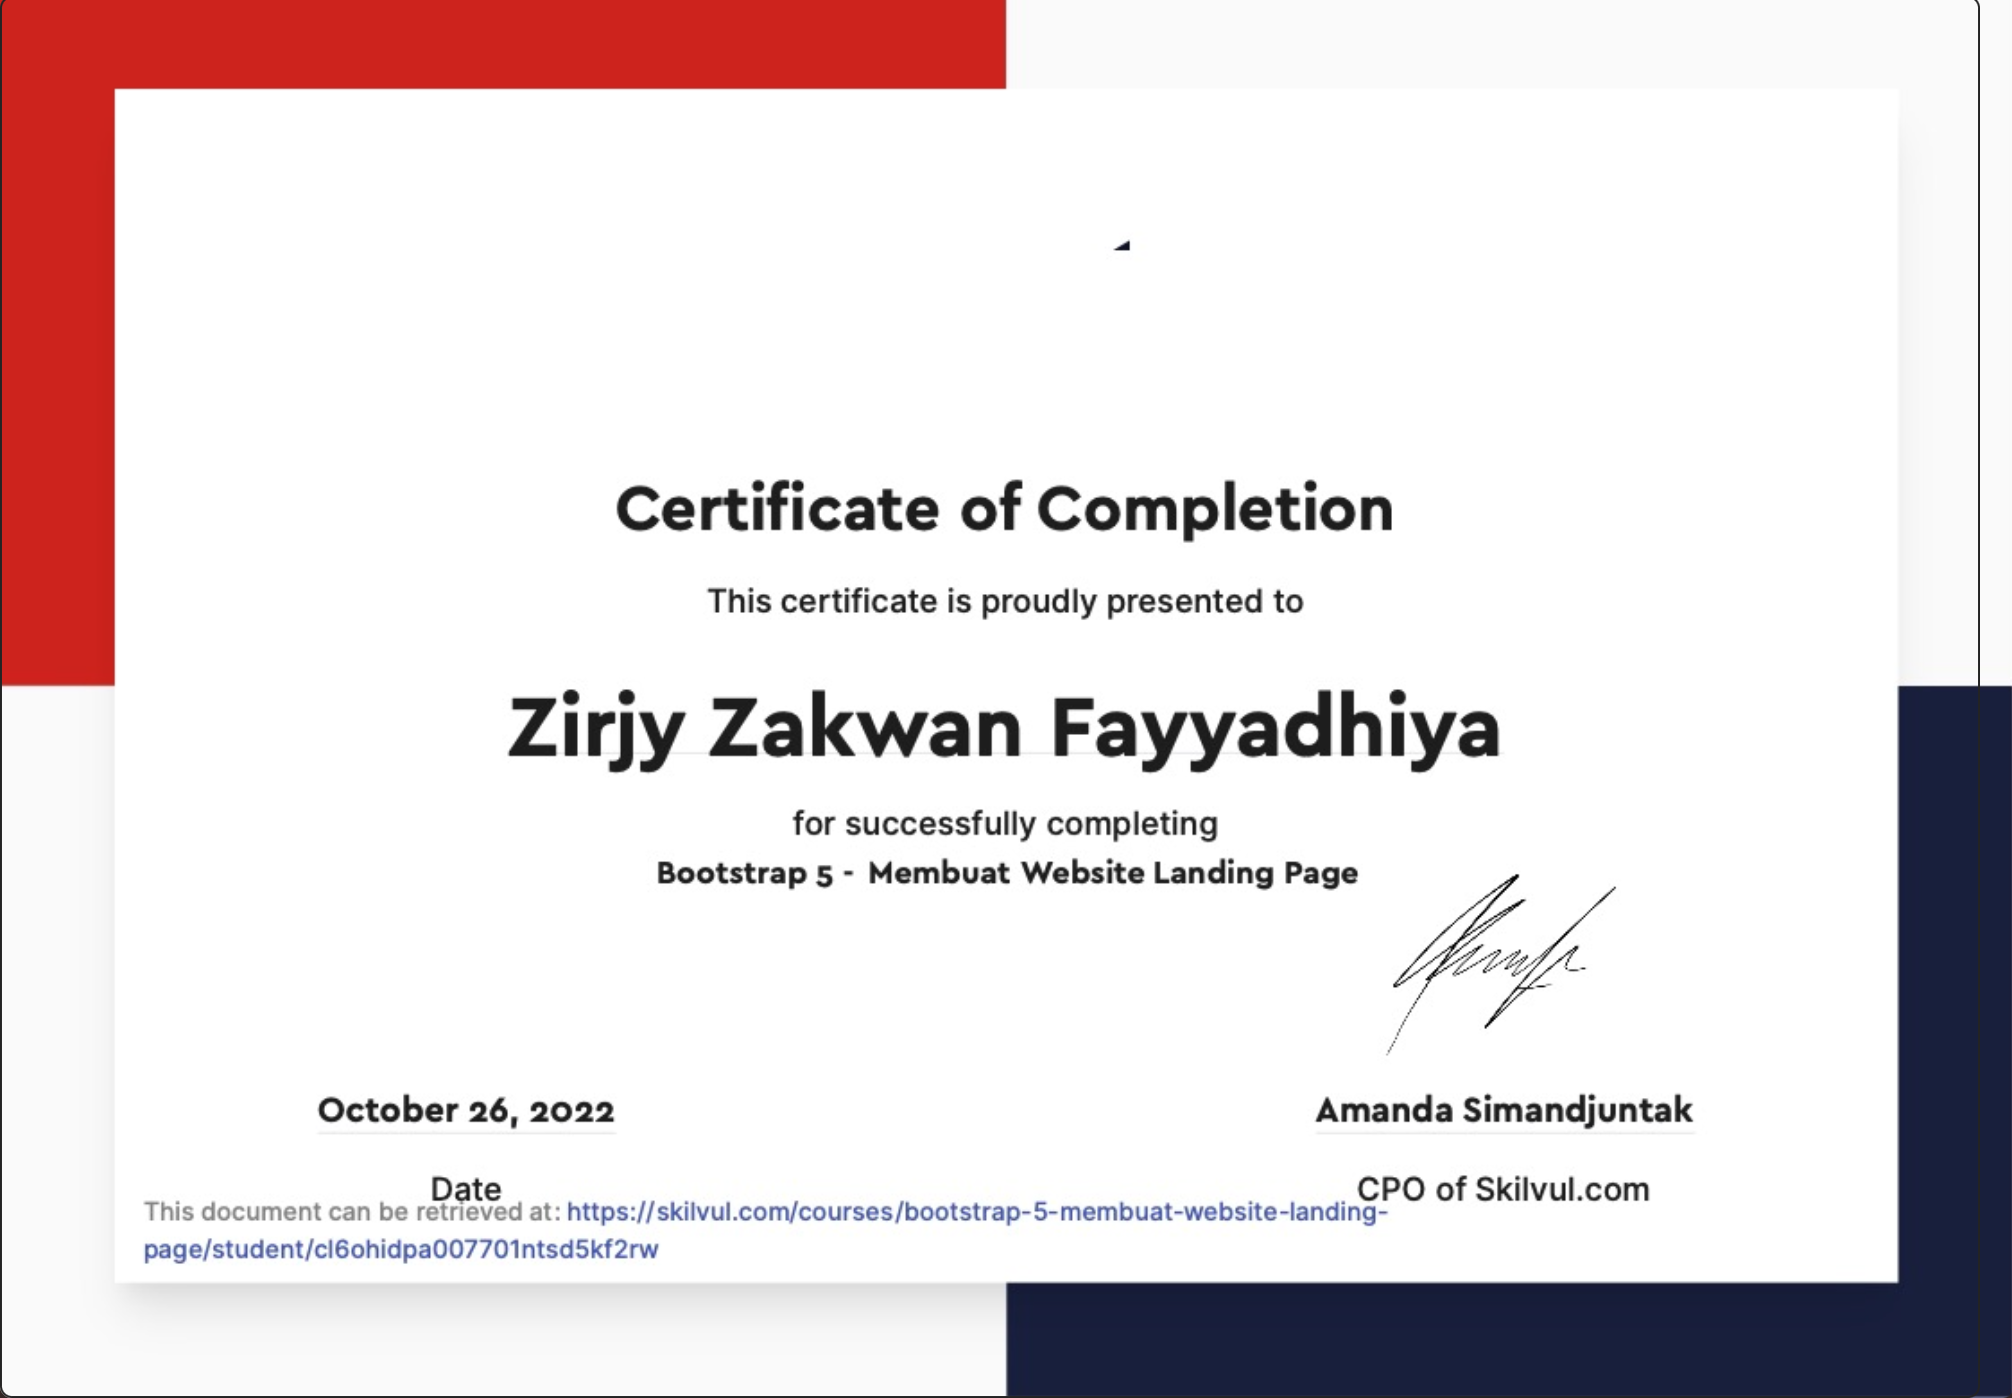 Certificate of Completion
This certificate is proudly presented to
Zirjy Zakwan Fayyadhiya
for successfully completing
Bootstrap 5 - Membuat Website Landing Page
October 26, 2022
Date
Amanda Simandjuntak
CPO of Skilvul.com
This document can be retrieved at: https://skilvul.com/courses/bootstrap-5-membuat-website-landing-
page/student/cl6ohidpa007701ntsd5kf2rw